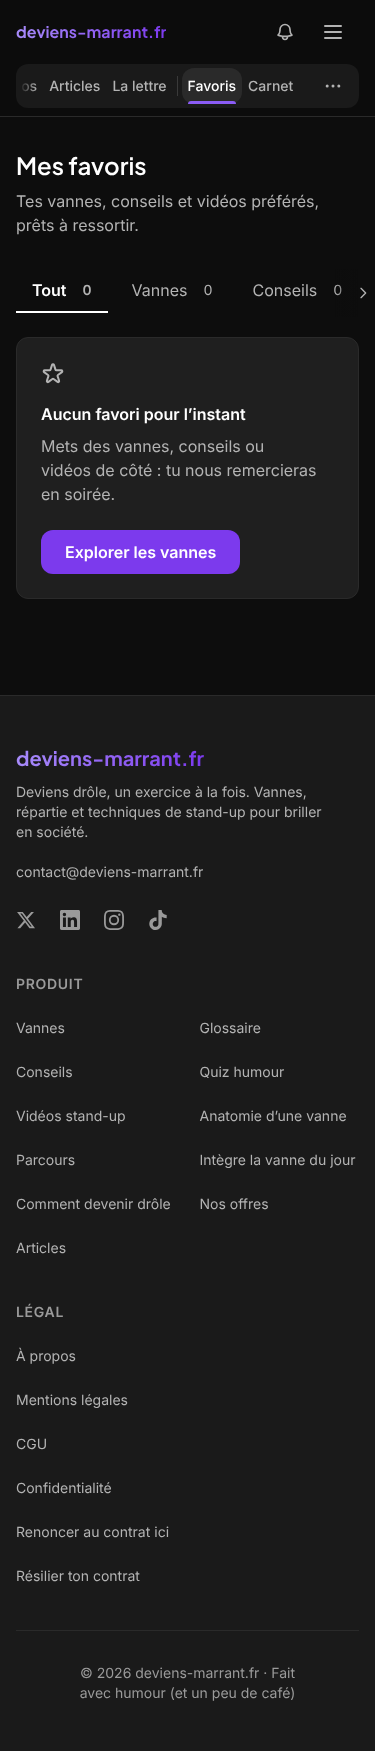 deviens-marrant.fr
os Articles La lettre Favoris Carnet ···
Mes favoris
Tes vannes, conseils et vidéos préférés,
prêts à ressortir.
Tout 0 Vannes 0 Conseils 0
Aucun favori pour l’instant
Mets des vannes, conseils ou
vidéos de côté : tu nous remercieras
en soirée.
Explorer les vannes
deviens-marrant.fr
Deviens drôle, un exercice à la fois. Vannes,
répartie et techniques de stand-up pour briller
en société.
contact@deviens-marrant.fr
PRODUIT
Vannes
Glossaire
Conseils
Quiz humour
Vidéos stand-up
Anatomie d’une vanne
Parcours
Intègre la vanne du jour
Comment devenir drôle
Nos offres
Articles
LÉGAL
À propos
Mentions légales
CGU
Confidentialité
Renoncer au contrat ici
Résilier ton contrat
© 2026 deviens-marrant.fr · Fait
avec humour (et un peu de café)